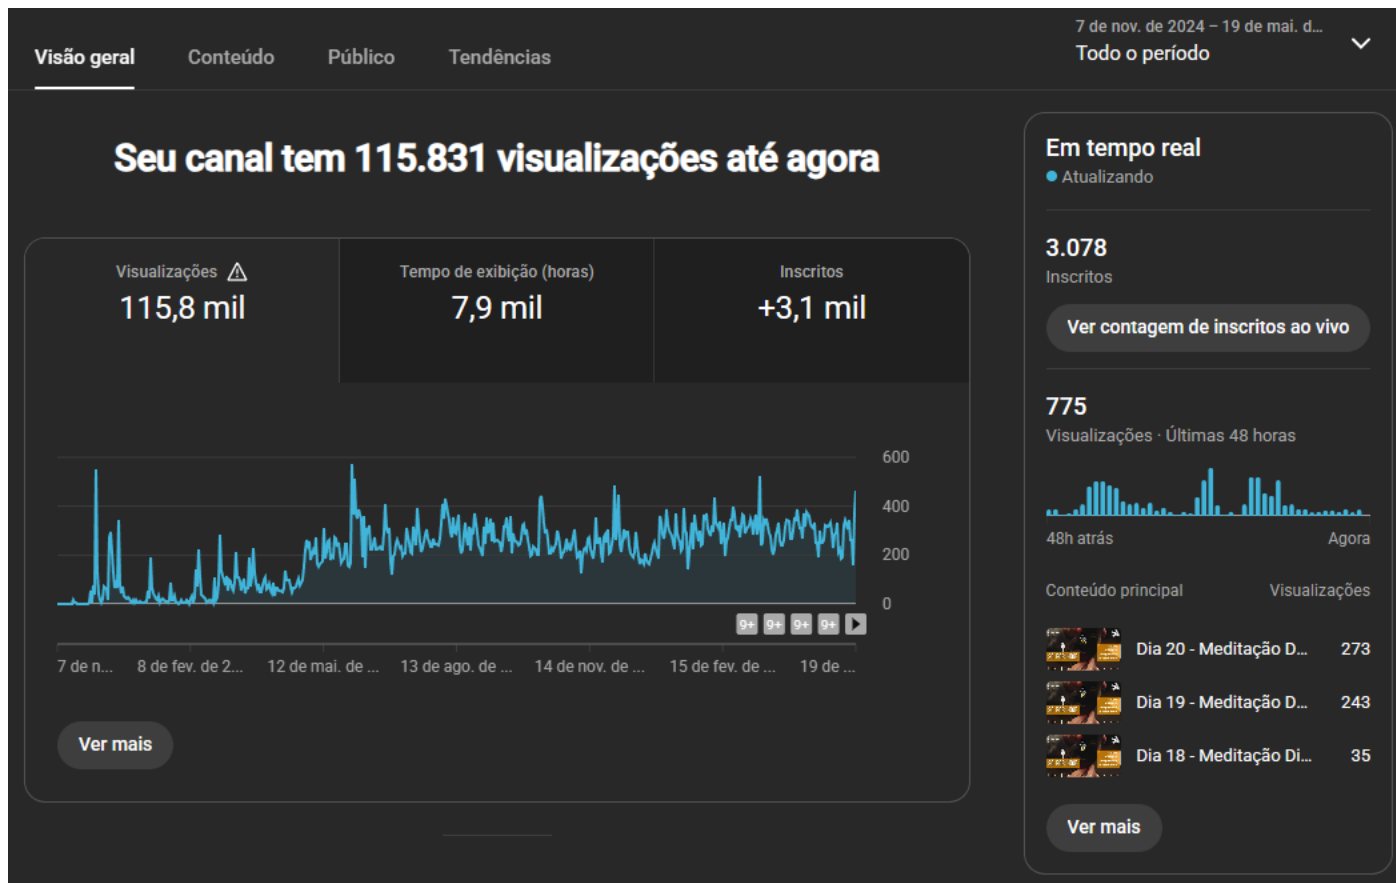 7 de nov. de 2024 – 19 de mai. d...
Todo o período
Visão geral
Conteúdo
Público
Tendências
Seu canal tem 115.831 visualizações até agora
Visualizações
115,8 mil
Tempo de exibição (horas)
7,9 mil
Inscritos
+3,1 mil
600
400
200
0
9+ 9+ 9+ 9+
7 de n... 8 de fev. de 2... 12 de mai. de ... 13 de ago. de ... 14 de nov. de ... 15 de fev. de ... 19 de ...
Ver mais
Em tempo real
Atualizando
3.078
Inscritos
Ver contagem de inscritos ao vivo
775
Visualizações · Últimas 48 horas
48h atrás Agora
Conteúdo principal Visualizações
Dia 20 - Meditação D... 273
Dia 19 - Meditação D... 243
Dia 18 - Meditação Di... 35
Ver mais